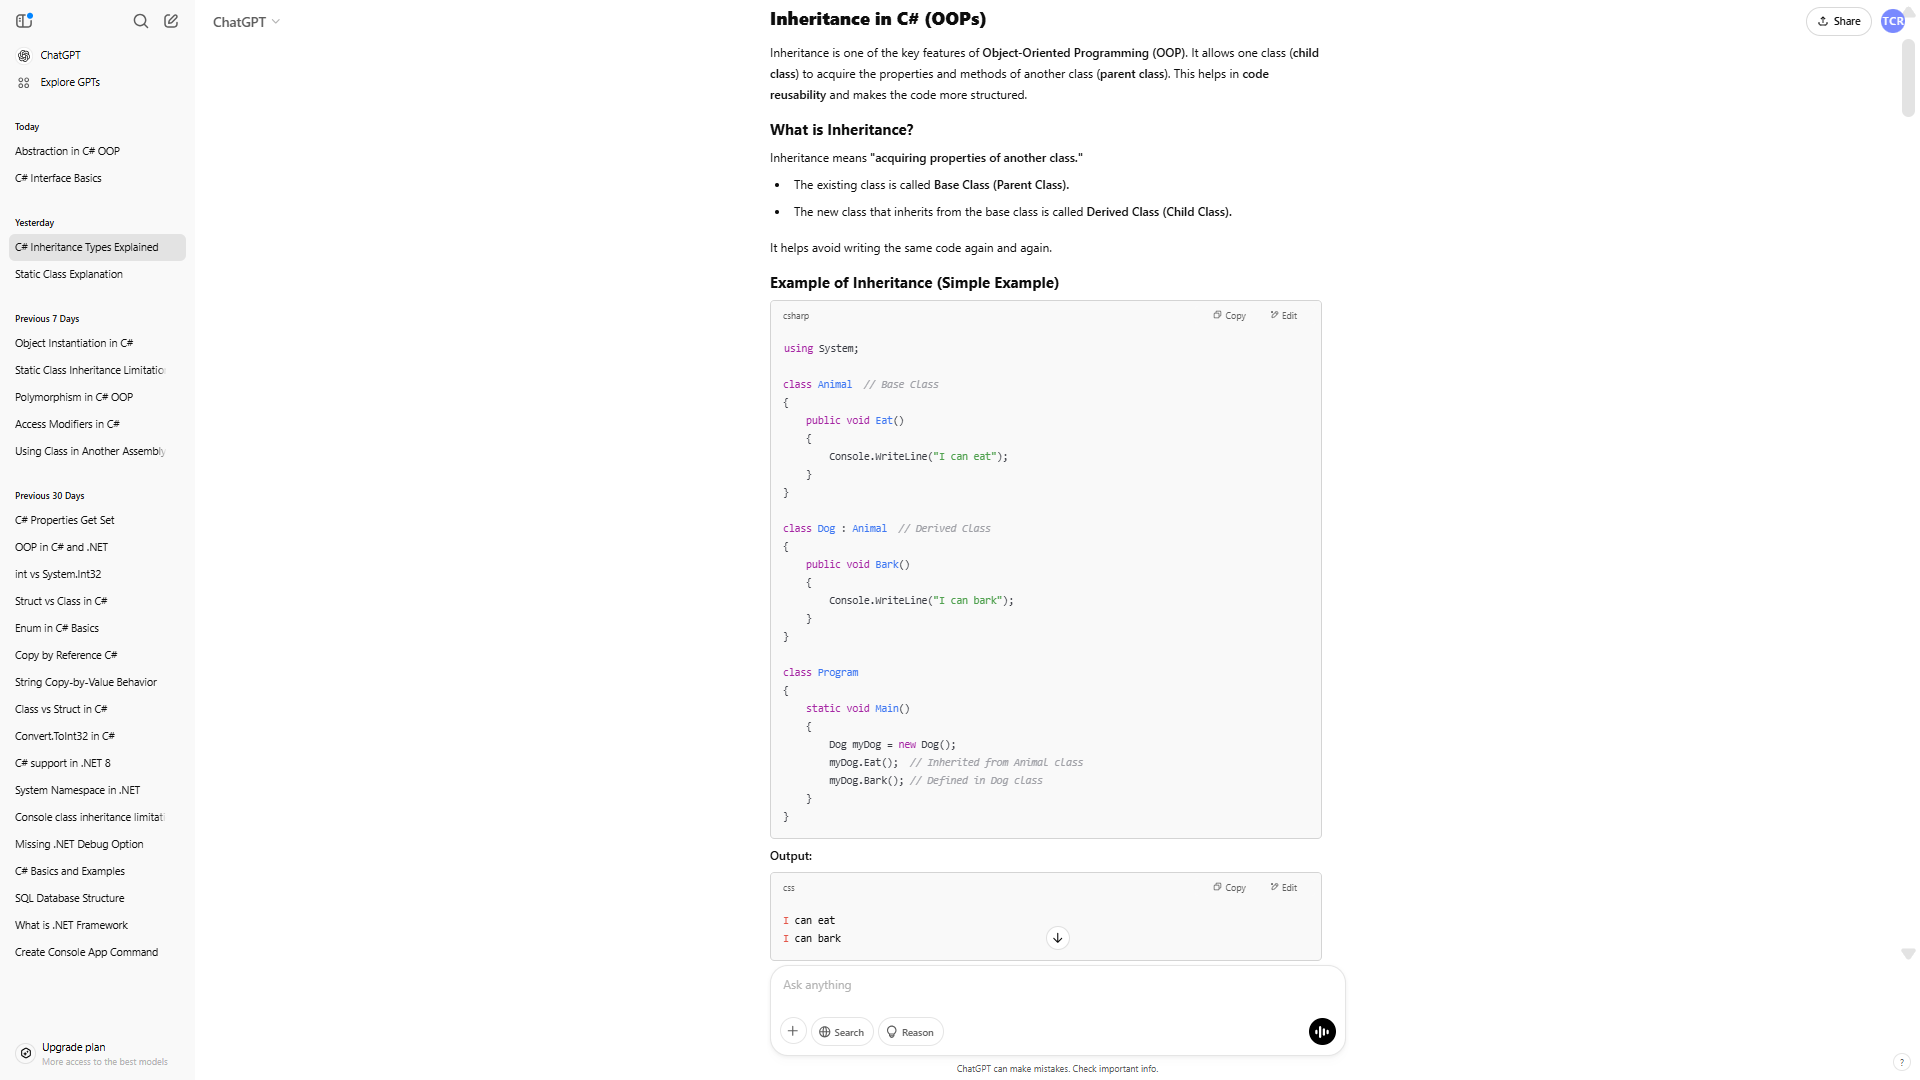 ChatGPT
Explore GPTs
Today
Abstraction in C# OOP
C# Interface Basics
Yesterday
C# Inheritance Types Explained
Static Class Explanation
Previous 7 Days
Object Instantiation in C#
Static Class Inheritance Limitatio
Polymorphism in C# OOP
Access Modifiers in C#
Using Class in Another Assembly
Previous 30 Days
C# Properties Get Set
OOP in C# and .NET
int vs System.Int32
Struct vs Class in C#
Enum in C# Basics
Copy by Reference C#
String Copy-by-Value Behavior
Class vs Struct in C#
Convert.ToInt32 in C#
C# support in .NET 8
System Namespace in .NET
Console class inheritance limitati
Missing .NET Debug Option
C# Basics and Examples
SQL Database Structure
What is .NET Framework
Create Console App Command
Upgrade plan
More access to the best models
ChatGPT
Share
TCR
Inheritance in C# (OOPs)
Inheritance is one of the key features of Object-Oriented Programming (OOP). It allows one class (child
class) to acquire the properties and methods of another class (parent class). This helps in code
reusability and makes the code more structured.
What is Inheritance?
Inheritance means "acquiring properties of another class."
• The existing class is called Base Class (Parent Class).
• The new class that inherits from the base class is called Derived Class (Child Class).
It helps avoid writing the same code again and again.
Example of Inheritance (Simple Example)
csharp Copy Edit
using System;
class Animal  // Base Class
{
    public void Eat()
    {
        Console.WriteLine("I can eat");
    }
}
class Dog : Animal  // Derived Class
{
    public void Bark()
    {
        Console.WriteLine("I can bark");
    }
}
class Program
{
    static void Main()
    {
        Dog myDog = new Dog();
        myDog.Eat();  // Inherited from Animal class
        myDog.Bark(); // Defined in Dog class
    }
}
Output:
css Copy Edit
I can eat
I can bark
Ask anything
Search
Reason
ChatGPT can make mistakes. Check important info.
?